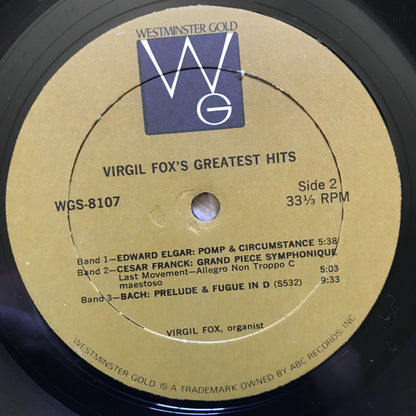 WESTMINSTER GOLD
W
G
VIRGIL FOX'S GREATEST HITS
WGS-8107
Side 2
33⅓ RPM
Band 1—EDWARD ELGAR: POMP & CIRCUMSTANCE 5:38
Band 2—CESAR FRANCK: GRAND PIECE SYMPHONIQUE
Last Movement—Allegro Non Troppo C
maestoso 5:03
Band 3—BACH: PRELUDE & FUGUE IN D (S532) 9:33
VIRGIL FOX, organist
WESTMINSTER GOLD IS A TRADEMARK OWNED BY ABC RECORDS, INC.